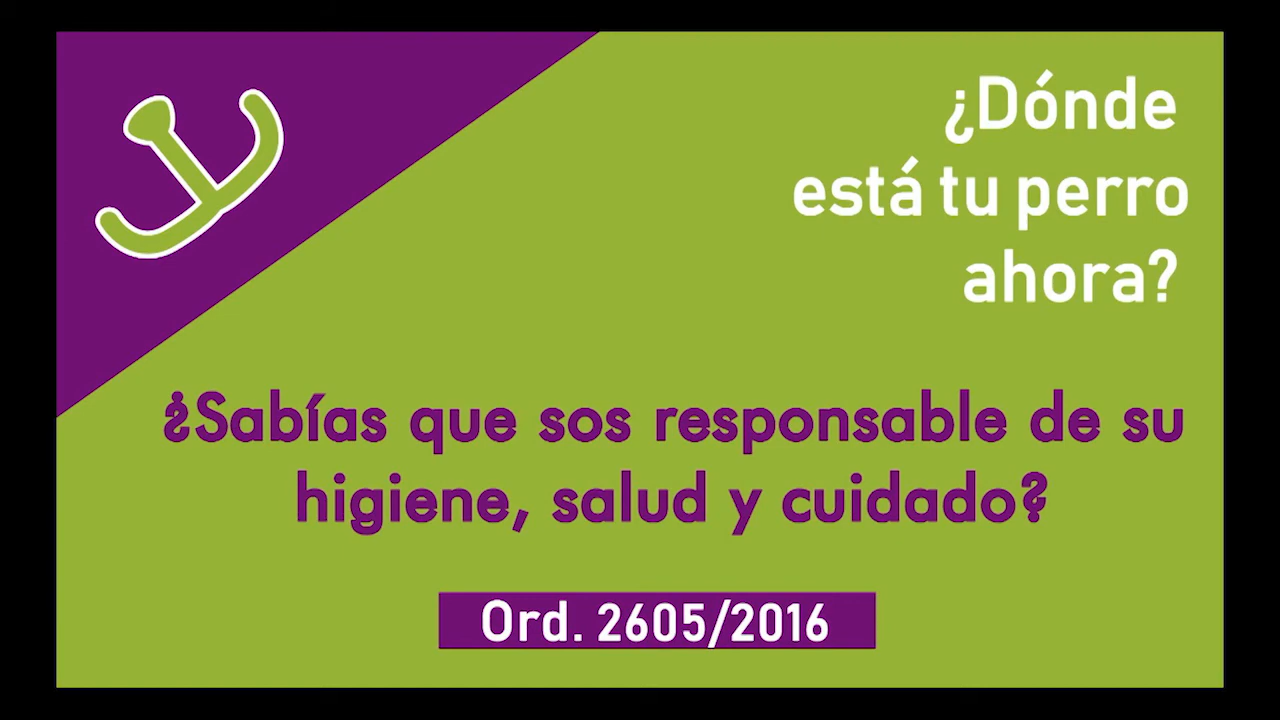 ¿Dónde
está tu perro
ahora?
¿Sabías que sos responsable de su
higiene, salud y cuidado?
Ord. 2605/2016